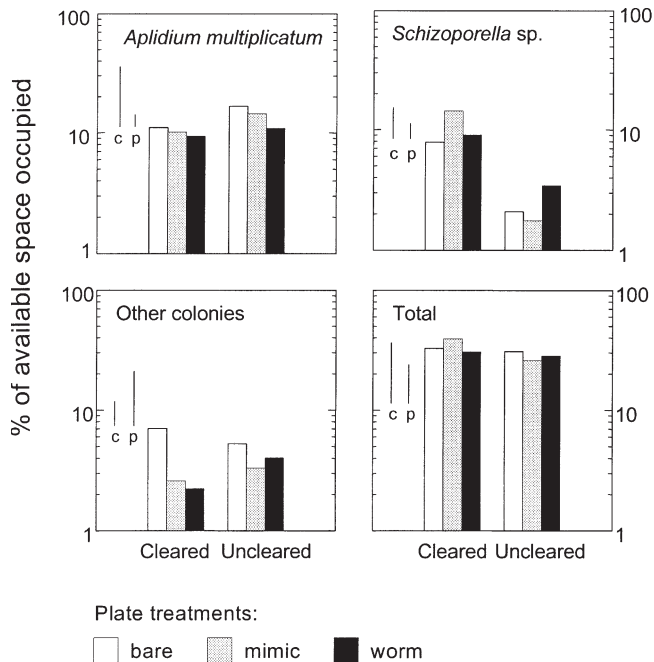 % of available space occupied
100
10
1
Aplidium multiplicatum
c p
Schizoporella sp.
c p
100
10
1
100
10
1
Other colonies
c p
Cleared Uncleared
Total
c p
100
10
1
Cleared Uncleared
Plate treatments:
bare mimic worm